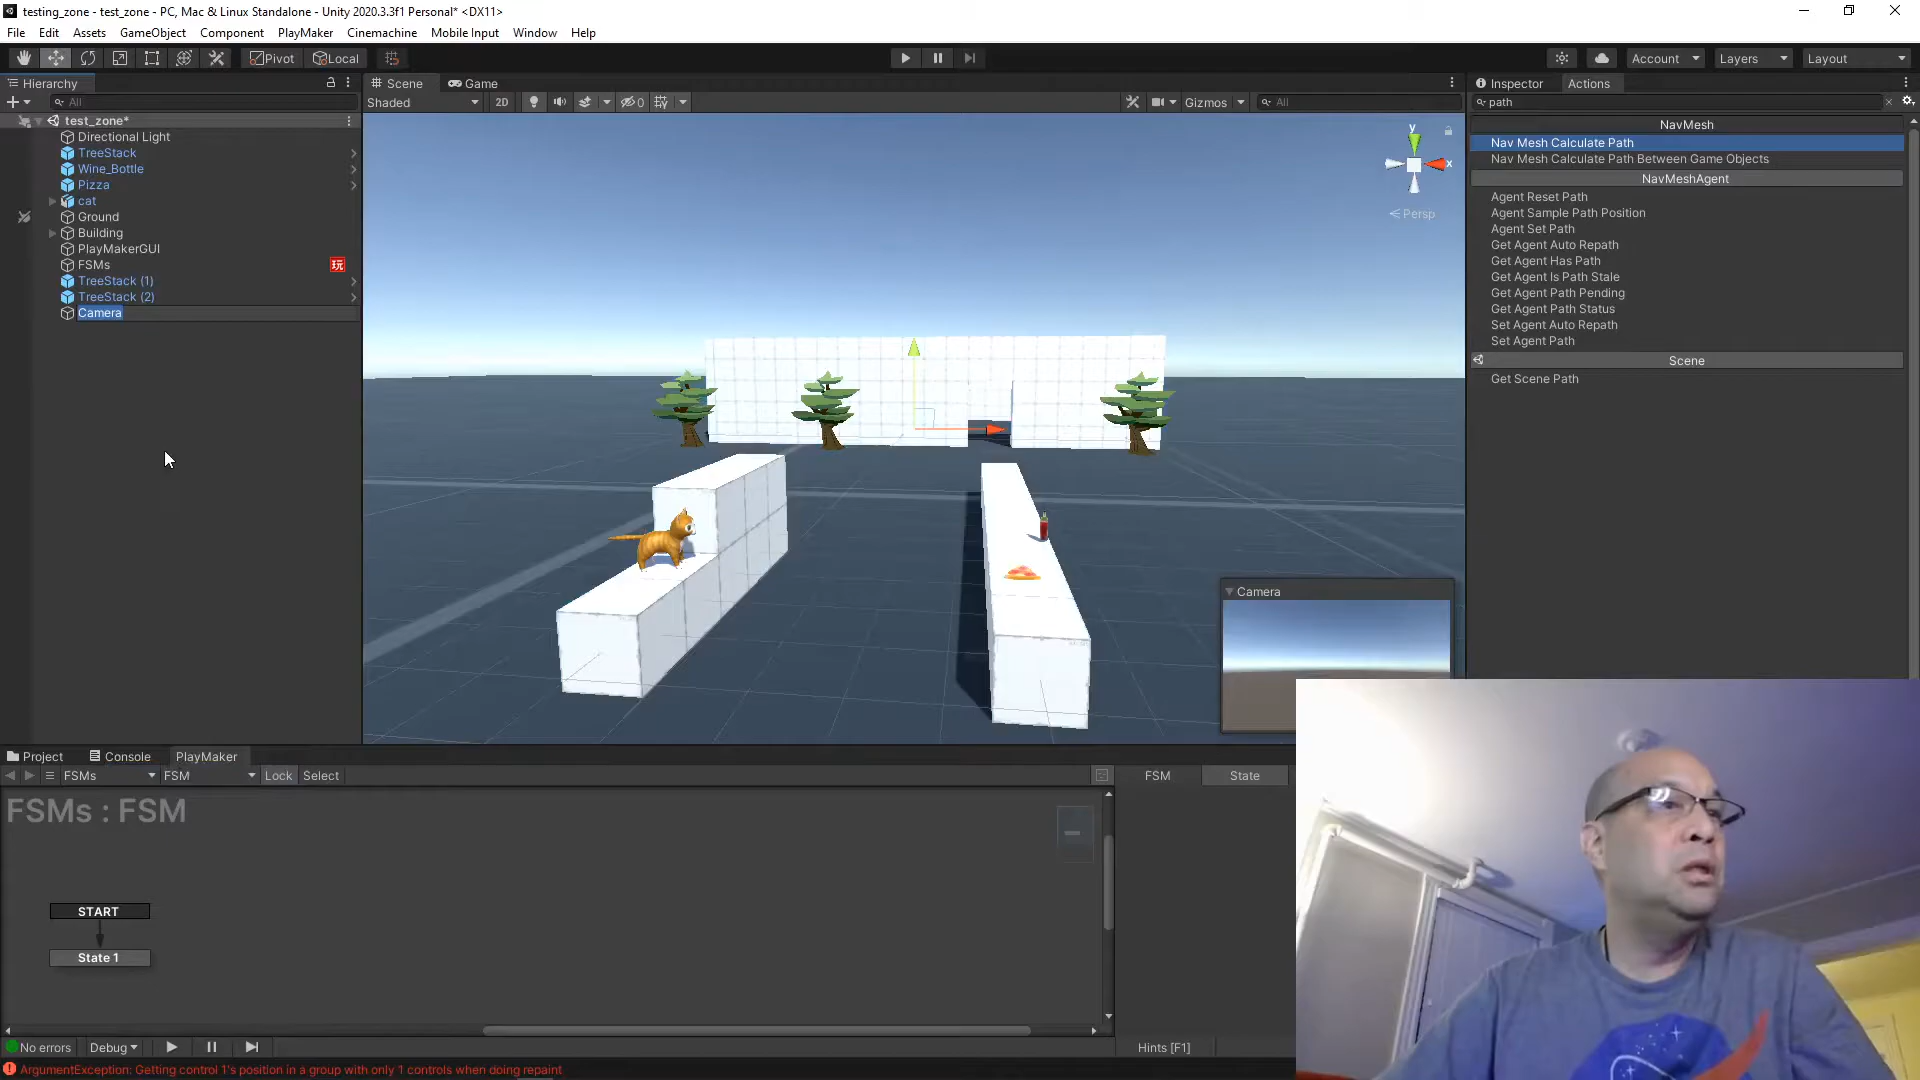 testing_zone - test_zone - PC, Mac & Linux Standalone - Unity 2020.3.3f1 Personal* <DX11>
File Edit Assets GameObject Component PlayMaker Cinemachine Mobile Input Window Help
Pivot Local Account Layers Layout
Hierarchy
All
test_zone*
Directional Light
TreeStack
Wine_Bottle
Pizza
cat
Ground
Building
PlayMakerGUI
FSMs 玩
TreeStack (1)
TreeStack (2)
Camera
Scene Game
Shaded 2D 0 Gizmos All
y
x
Persp
Camera
Inspector Actions
path
NavMesh
Nav Mesh Calculate Path
Nav Mesh Calculate Path Between Game Objects
NavMeshAgent
Agent Reset Path
Agent Sample Path Position
Agent Set Path
Get Agent Auto Repath
Get Agent Has Path
Get Agent Is Path Stale
Get Agent Path Pending
Get Agent Path Status
Set Agent Auto Repath
Set Agent Path
Scene
Get Scene Path
Project Console PlayMaker
FSMs FSM Lock Select FSM State
FSMs : FSM
START
State 1
No errors Debug Hints [F1]
ArgumentException: Getting control 1's position in a group with only 1 controls when doing repaint